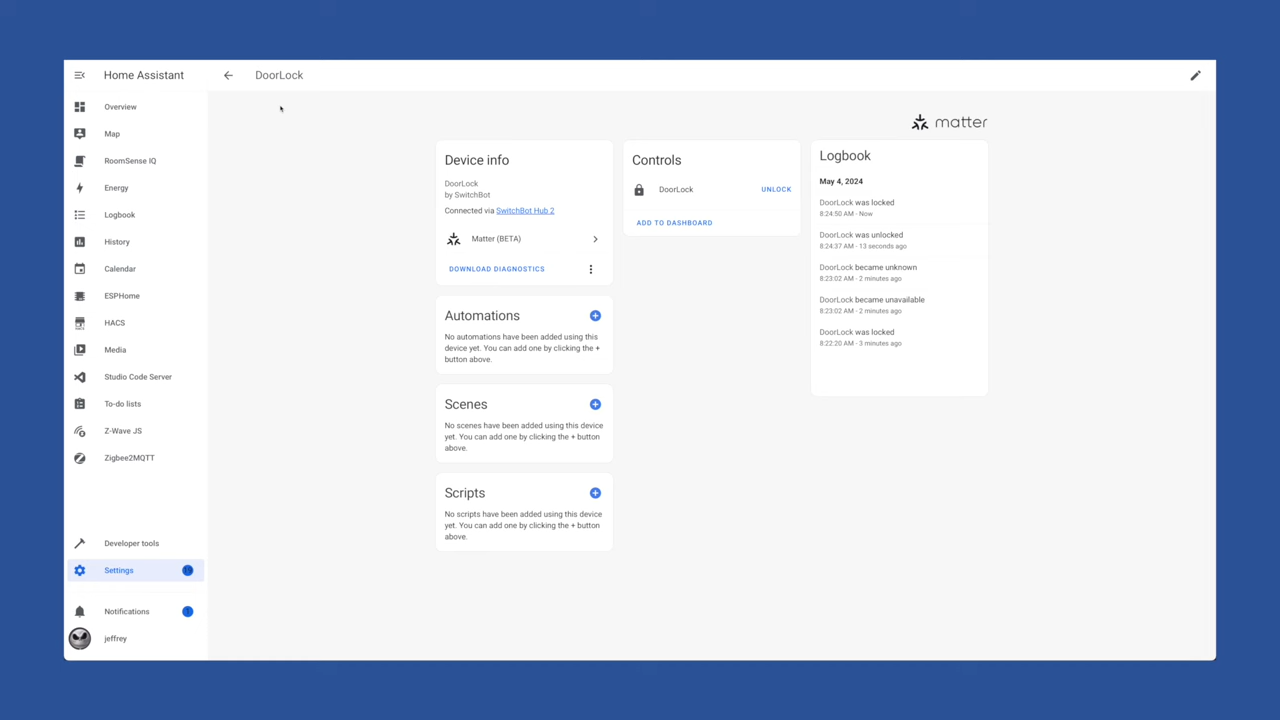 Home Assistant
DoorLock
Overview
Map
RoomSense IQ
Energy
Logbook
History
Calendar
ESPHome
HACS
Media
Studio Code Server
To-do lists
Z-Wave JS
Zigbee2MQTT
Developer tools
Settings
Notifications
jeffrey
matter
Device info
DoorLock
by SwitchBot
Connected via SwitchBot Hub 2
Matter (BETA)
DOWNLOAD DIAGNOSTICS
Automations
No automations have been added using this
device yet. You can add one by clicking the +
button above.
Scenes
No scenes have been added using this device
yet. You can add one by clicking the + button
above.
Scripts
No scripts have been added using this device
yet. You can add one by clicking the + button
above.
Controls
DoorLock UNLOCK
ADD TO DASHBOARD
Logbook
May 4, 2024
DoorLock was locked
8:24:50 AM - Now
DoorLock was unlocked
8:24:37 AM - 13 seconds ago
DoorLock became unknown
8:23:02 AM - 2 minutes ago
DoorLock became unavailable
8:23:02 AM - 2 minutes ago
DoorLock was locked
8:22:20 AM - 3 minutes ago